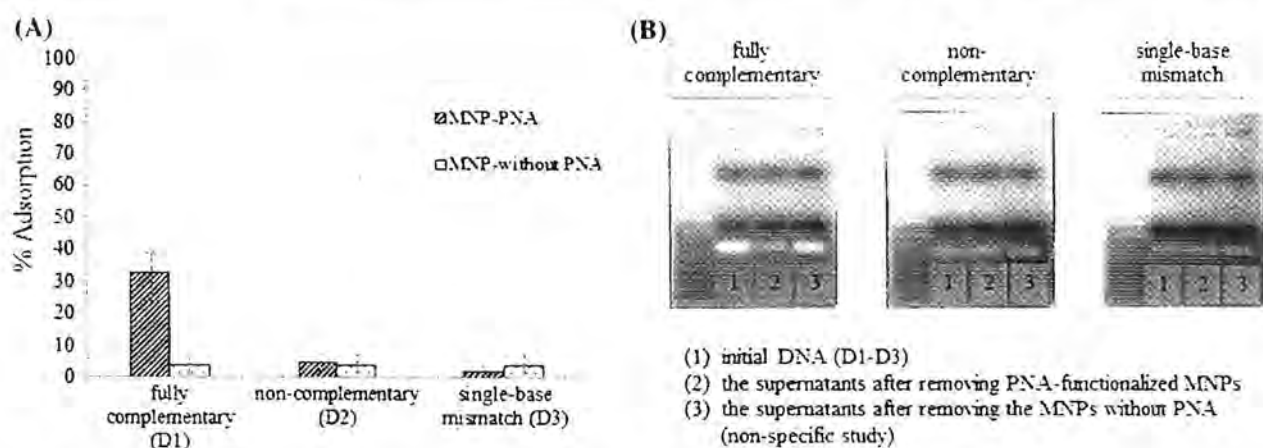 (A)
100
90
80
70
60
50
40
30
20
10
0
% Adsorption
MNP-PNA
MNP-without PNA
fully
complementary
(D1)
non-complementary
(D2)
single-base
mismatch (D3)
(B)
fully
complementary
non-
complementary
single-base
mismatch
1 2 3
1 2 3
1 2 3
(1) initial DNA (D1-D3)
(2) the supernatants after removing PNA-functionalized MNPs
(3) the supernatants after removing the MNPs without PNA
(non-specific study)